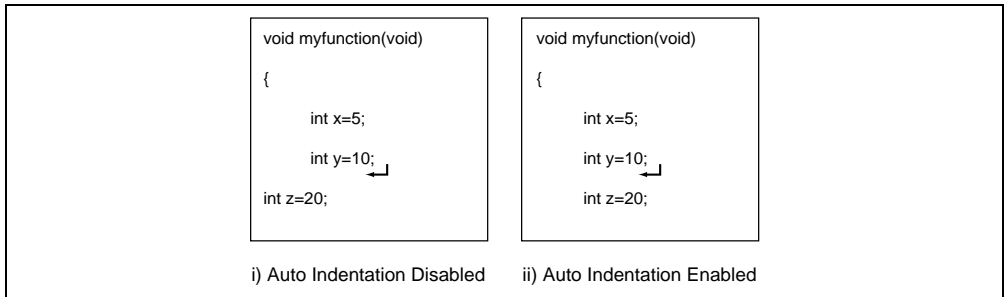 void myfunction(void)
{
int x=5;
int y=10;
int z=20;
i) Auto Indentation Disabled
void myfunction(void)
{
int x=5;
int y=10;
int z=20;
ii) Auto Indentation Enabled